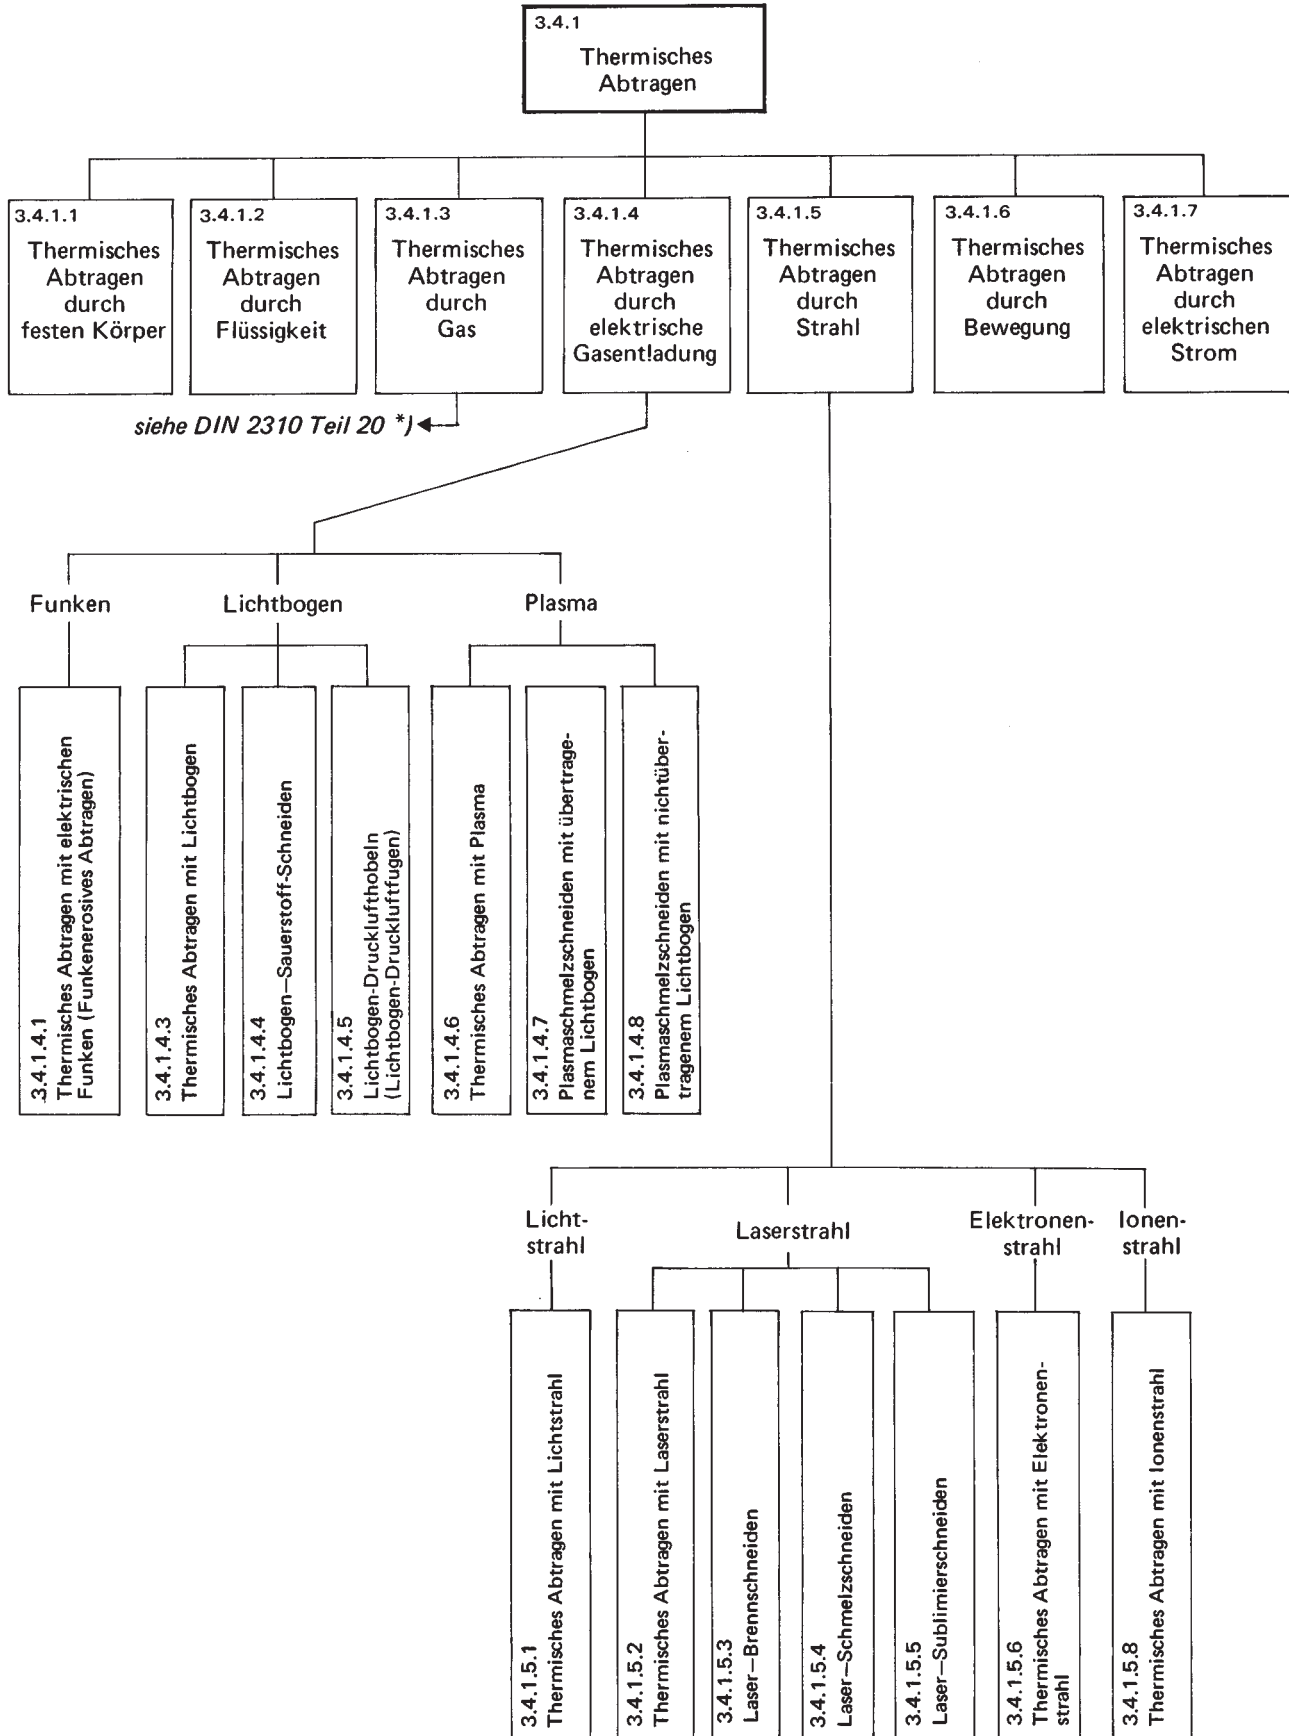 3.4.1
Thermisches
Abtragen
3.4.1.1
Thermisches
Abtragen
durch
festen Körper
3.4.1.2
Thermisches
Abtragen
durch
Flüssigkeit
3.4.1.3
Thermisches
Abtragen
durch
Gas
3.4.1.4
Thermisches
Abtragen
durch
elektrische
Gasentladung
3.4.1.5
Thermisches
Abtragen
durch
Strahl
3.4.1.6
Thermisches
Abtragen
durch
Bewegung
3.4.1.7
Thermisches
Abtragen
durch
elektrischen
Strom
siehe DIN 2310 Teil 20 *)
Funken
Lichtbogen
Plasma
3.4.1.4.1
Thermisches Abtragen mit elektrischen
Funken (Funkenerosives Abtragen)
3.4.1.4.3
Thermisches Abtragen mit Lichtbogen
3.4.1.4.4
Lichtbogen—Sauerstoff-Schneiden
3.4.1.4.5
Lichtbogen-Drucklufthobeln
(Lichtbogen-Druckluftfugen)
3.4.1.4.6
Thermisches Abtragen mit Plasma
3.4.1.4.7
Plasmaschmelzschneiden mit übertrage-
nem Lichtbogen
3.4.1.4.8
Plasmaschmelzschneiden mit nichtüber-
tragenem Lichtbogen
Licht-
strahl
Laserstrahl
Elektronen-
strahl
Ionen-
strahl
3.4.1.5.1
Thermisches Abtragen mit Lichtstrahl
3.4.1.5.2
Thermisches Abtragen mit Laserstrahl
3.4.1.5.3
Laser—Brennschneiden
3.4.1.5.4
Laser—Schmelzschneiden
3.4.1.5.5
Laser—Sublimierschneiden
3.4.1.5.6
Thermisches Abtragen mit Elektronen-
strahl
3.4.1.5.8
Thermisches Abtragen mit Ionenstrahl